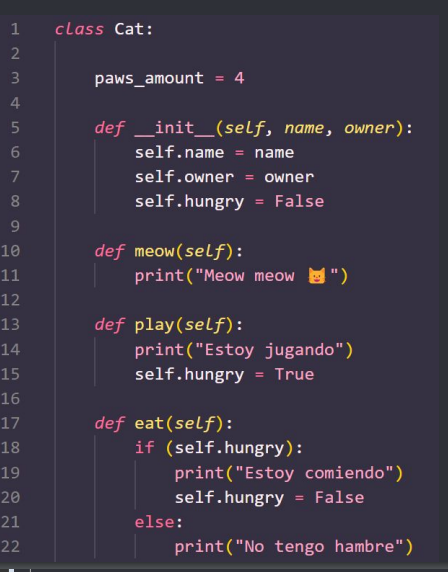 1 class Cat:
2
3     paws_amount = 4
4
5     def __init__(self, name, owner):
6         self.name = name
7         self.owner = owner
8         self.hungry = False
9
10     def meow(self):
11         print("Meow meow 😺")
12
13     def play(self):
14         print("Estoy jugando")
15         self.hungry = True
16
17     def eat(self):
18         if (self.hungry):
19             print("Estoy comiendo")
20             self.hungry = False
21         else:
22             print("No tengo hambre")